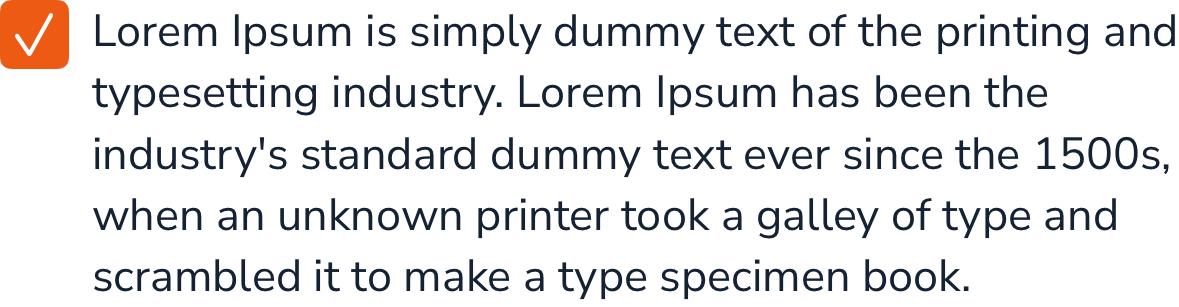 Lorem Ipsum is simply dummy text of the printing and
typesetting industry. Lorem Ipsum has been the
industry's standard dummy text ever since the 1500s,
when an unknown printer took a galley of type and
scrambled it to make a type specimen book.